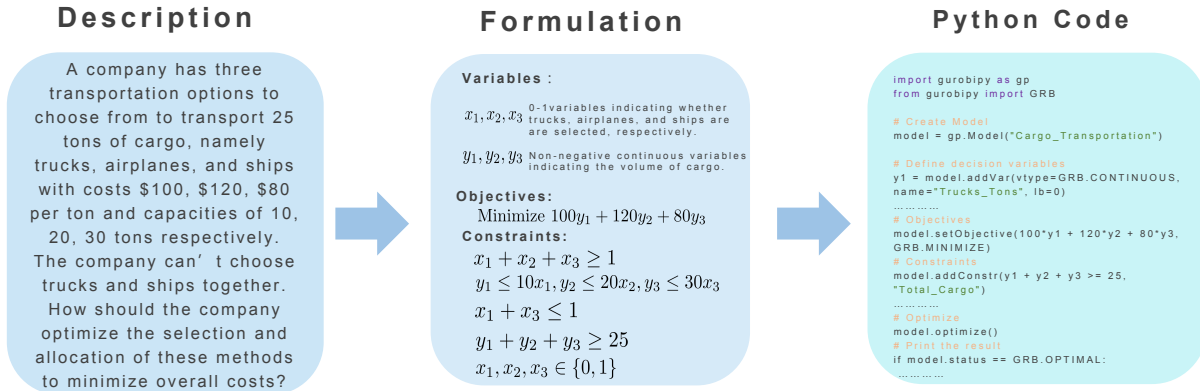 Description
A company has three
transportation options to
choose from to transport 25
tons of cargo, namely
trucks, airplanes, and ships
with costs $100, $120, $80
per ton and capacities of 10,
20, 30 tons respectively.
The company can' t choose
trucks and ships together.
How should the company
optimize the selection and
allocation of these methods
to minimize overall costs?
Formulation
Variables :
x₁, x₂, x₃ 0-1variables indicating whether
trucks, airplanes, and ships are
are selected, respectively.
y₁, y₂, y₃ Non-negative continuous variables
indicating the volume of cargo.
Objectives:
Minimize 100y₁ + 120y₂ + 80y₃
Constraints:
x₁ + x₂ + x₃ ≥ 1
y₁ ≤ 10x₁, y₂ ≤ 20x₂, y₃ ≤ 30x₃
x₁ + x₃ ≤ 1
y₁ + y₂ + y₃ ≥ 25
x₁, x₂, x₃ ∈ {0, 1}
Python Code
import gurobipy as gp
from gurobipy import GRB
# Create Model
model = gp.Model("Cargo_Transportation")
# Define decision variables
y1 = model.addVar(vtype=GRB.CONTINUOUS,
name="Trucks_Tons", lb=0)
…………
# Objectives
model.setObjective(100*y1 + 120*y2 + 80*y3,
GRB.MINIMIZE)
# Constraints
model.addConstr(y1 + y2 + y3 >= 25,
"Total_Cargo")
…………
# Optimize
model.optimize()
# Print the result
if model.status == GRB.OPTIMAL:
…………